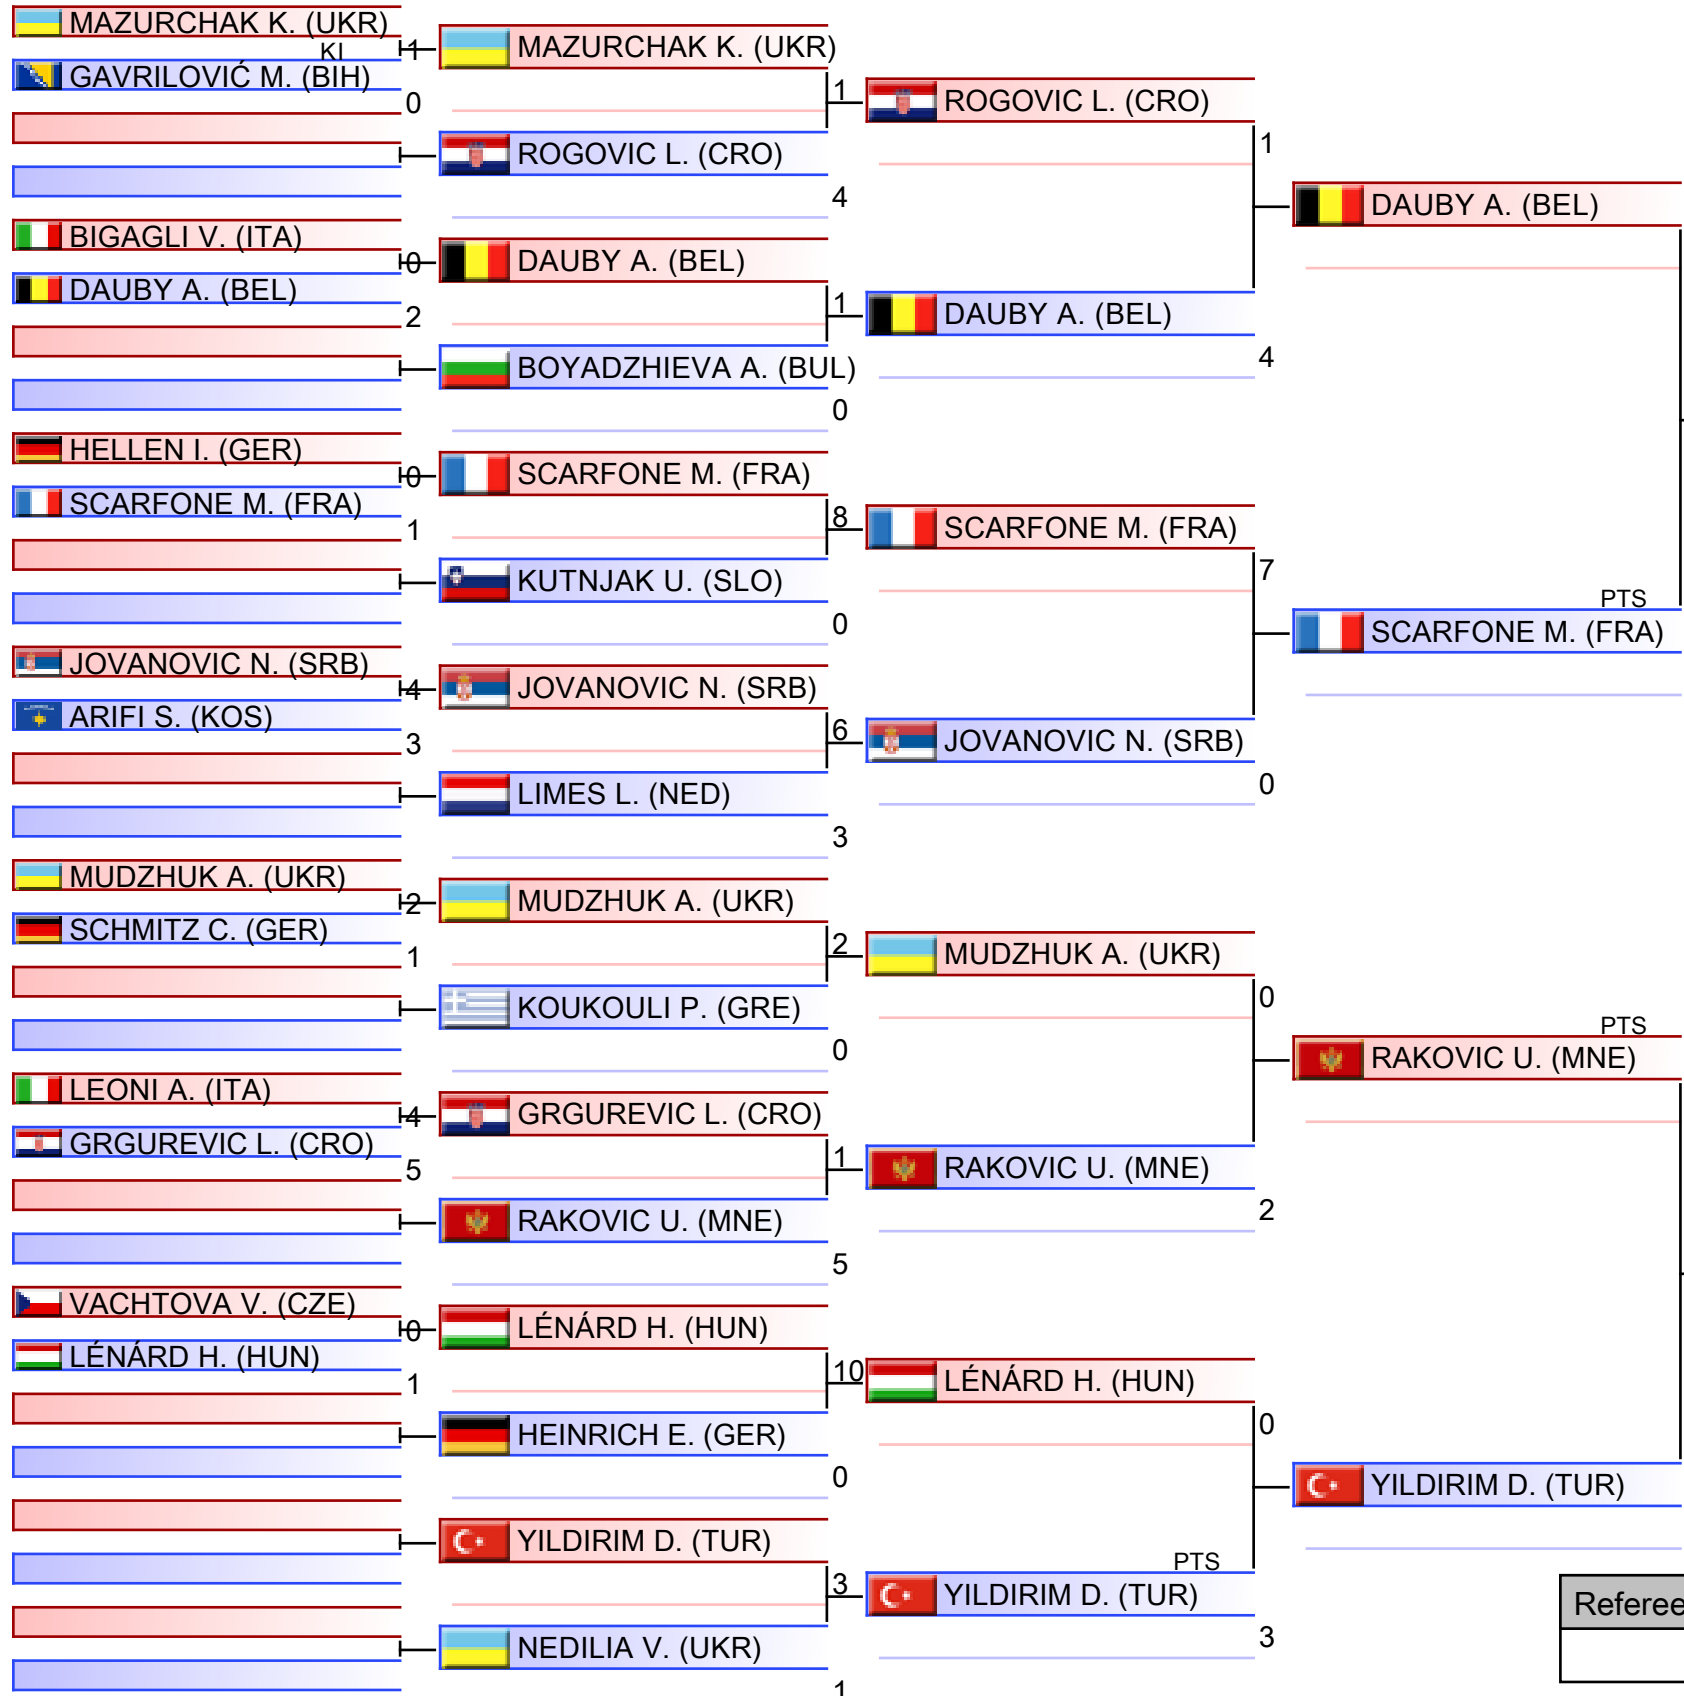 MAZURCHAK K. (UKR)
KI
1
GAVRILOVIĆ M. (BIH)
0
BIGAGLI V. (ITA)
0
DAUBY A. (BEL)
2
HELLEN I. (GER)
0
SCARFONE M. (FRA)
1
JOVANOVIC N. (SRB)
4
ARIFI S. (KOS)
3
MUDZHUK A. (UKR)
2
SCHMITZ C. (GER)
1
LEONI A. (ITA)
4
GRGUREVIC L. (CRO)
5
VACHTOVA V. (CZE)
0
LÉNÁRD H. (HUN)
1
MAZURCHAK K. (UKR)
1
ROGOVIC L. (CRO)
4
DAUBY A. (BEL)
1
BOYADZHIEVA A. (BUL)
0
SCARFONE M. (FRA)
8
KUTNJAK U. (SLO)
0
JOVANOVIC N. (SRB)
6
LIMES L. (NED)
3
MUDZHUK A. (UKR)
2
KOUKOULI P. (GRE)
0
GRGUREVIC L. (CRO)
1
RAKOVIC U. (MNE)
5
LÉNÁRD H. (HUN)
10
HEINRICH E. (GER)
0
YILDIRIM D. (TUR)
3
NEDILIA V. (UKR)
1
ROGOVIC L. (CRO)
1
DAUBY A. (BEL)
4
SCARFONE M. (FRA)
7
JOVANOVIC N. (SRB)
0
MUDZHUK A. (UKR)
0
RAKOVIC U. (MNE)
2
LÉNÁRD H. (HUN)
0
PTS
YILDIRIM D. (TUR)
3
DAUBY A. (BEL)
PTS
SCARFONE M. (FRA)
PTS
RAKOVIC U. (MNE)
YILDIRIM D. (TUR)
Referee